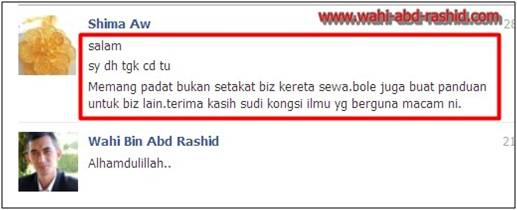 www.wahi-abd-rashid.com
Shima Aw
28
salam
sy dh tgk cd tu
Memang padat bukan setakat biz kereta sewa.bole juga buat panduan
untuk biz lain.terima kasih sudi kongsi ilmu yg berguna macam ni.
Wahi Bin Abd Rashid
21
Alhamdulillah..